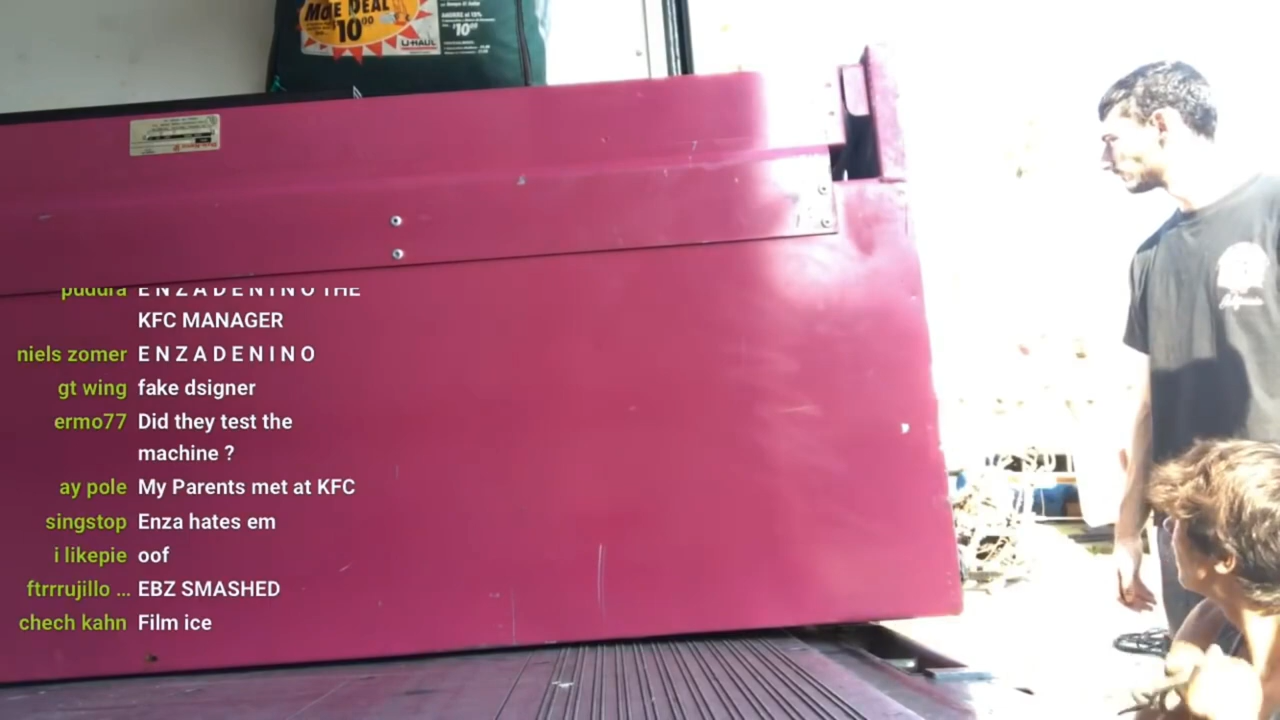 MORE DEAL
$10.00
U-HAUL
$10
puddra E N Z A D E N I N O THE
KFC MANAGER
niels zomer E N Z A D E N I N O
gt wing fake dsigner
ermo77 Did they test the
machine ?
ay pole My Parents met at KFC
singstop Enza hates em
i likepie oof
ftrrrujillo ... EBZ SMASHED
chech kahn Film ice